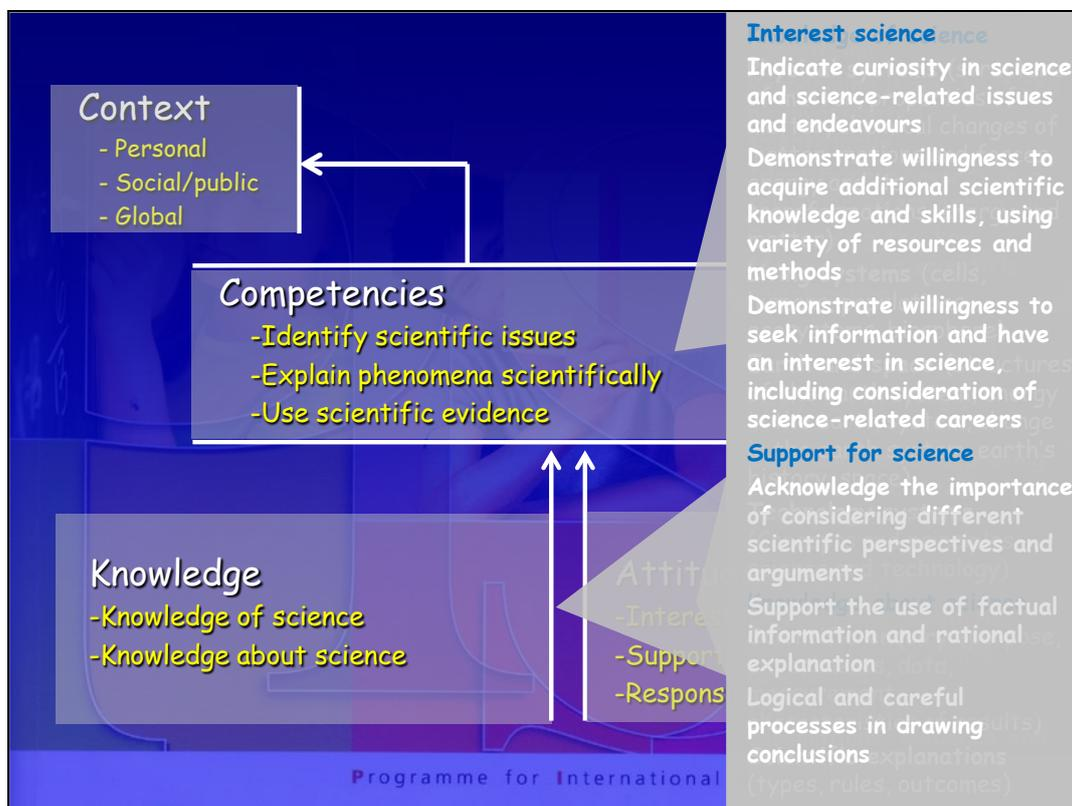 Context
- Personal
- Social/public
- Global
Competencies
-Identify scientific issues
-Explain phenomena scientifically
-Use scientific evidence
Knowledge
-Knowledge of science
-Knowledge about science
-Support
Programme for International
Interest science
Indicate curiosity in science
and science-related issues
and endeavours
Demonstrate willingness to
acquire additional scientific
knowledge and skills, using
variety of resources and
methods
Demonstrate willingness to
seek information and have
an interest in science,
including consideration of
science-related careers
Support for science
Acknowledge the importance
of considering different
scientific perspectives and
arguments
Support the use of factual
information and rational
explanation
Logical and careful
processes in drawing
conclusions
explanations
(types, rules, outcomes)